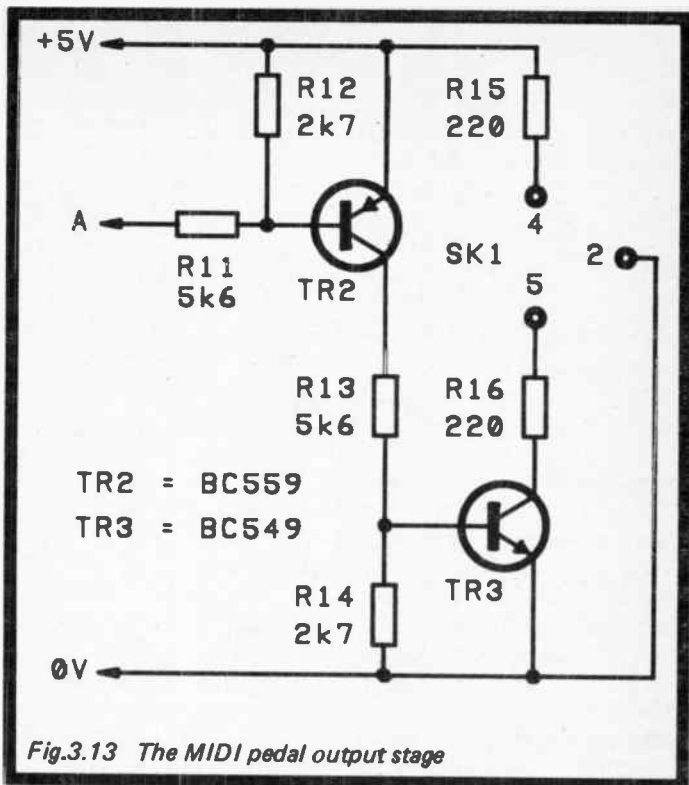 +5V
R12
2k7
R15
220
A
R11
5k6
TR2
4
SK1
2
5
R13
5k6
R16
220
TR2 = BC559
TR3 = BC549
TR3
R14
2k7
0V
Fig.3.13 The MIDI pedal output stage